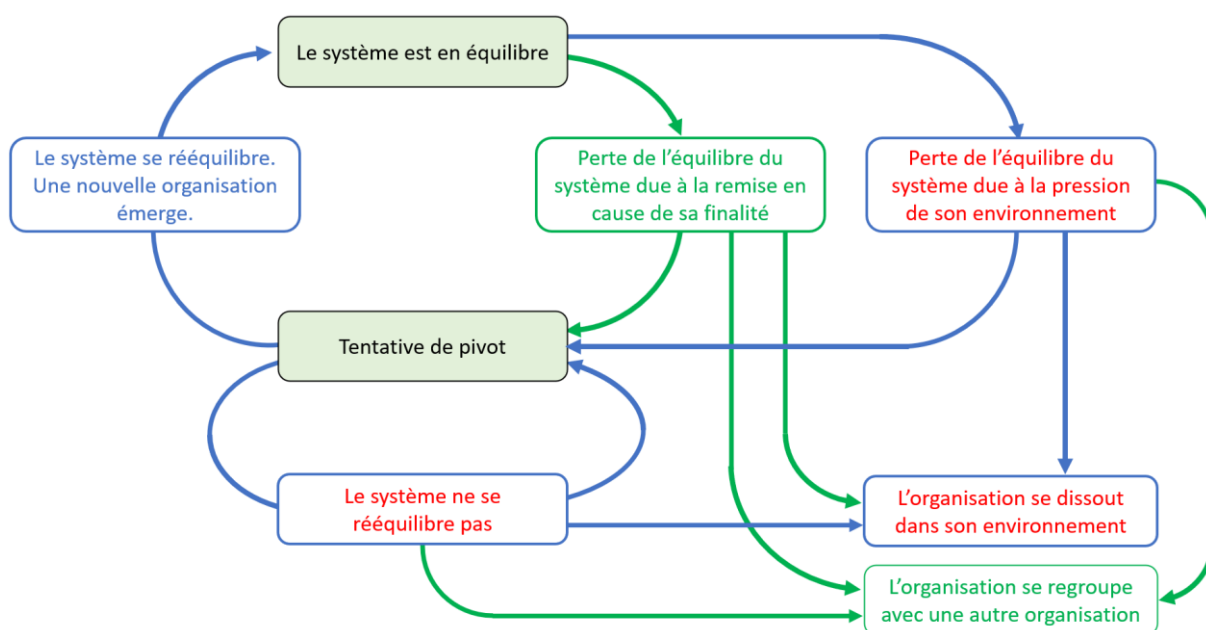 Le système est en équilibre
Le système se rééquilibre.
Une nouvelle organisation
émerge.
Perte de l’équilibre du
système due à la remise en
cause de sa finalité
Perte de l’équilibre du
système due à la pression
de son environnement
Tentative de pivot
Le système ne se
rééquilibre pas
L’organisation se dissout
dans son environnement
L’organisation se regroupe
avec une autre organisation